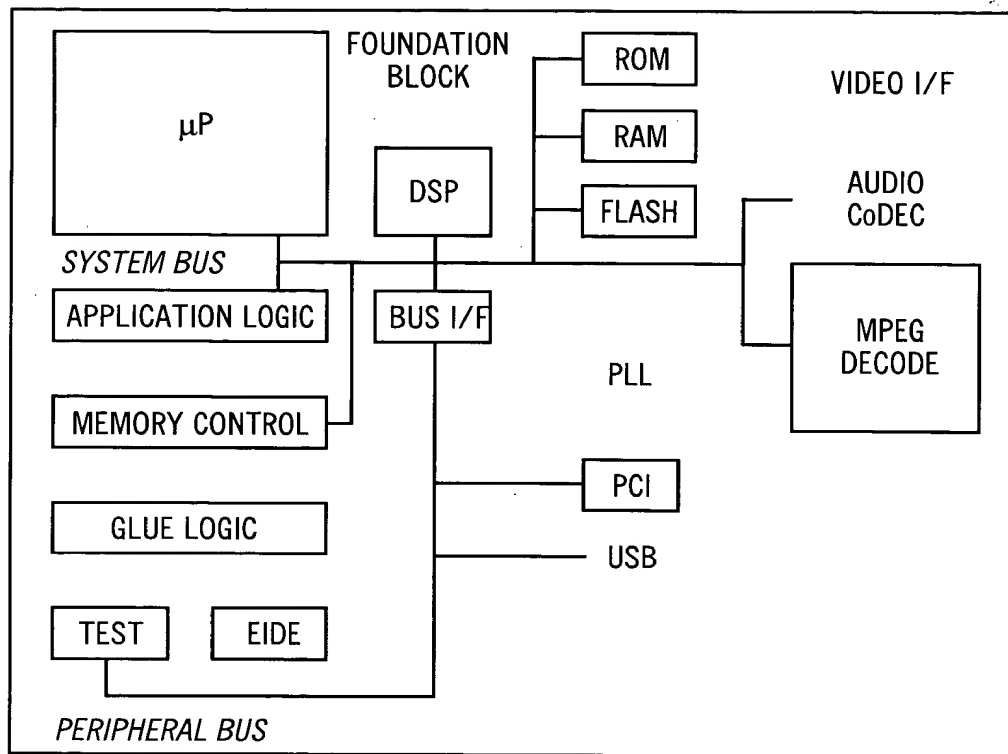 μP
FOUNDATION
BLOCK
DSP
ROM
RAM
FLASH
VIDEO I/F
AUDIO
CoDEC
SYSTEM BUS
APPLICATION LOGIC
BUS I/F
MPEG
DECODE
PLL
MEMORY CONTROL
PCI
GLUE LOGIC
USB
TEST
EIDE
PERIPHERAL BUS